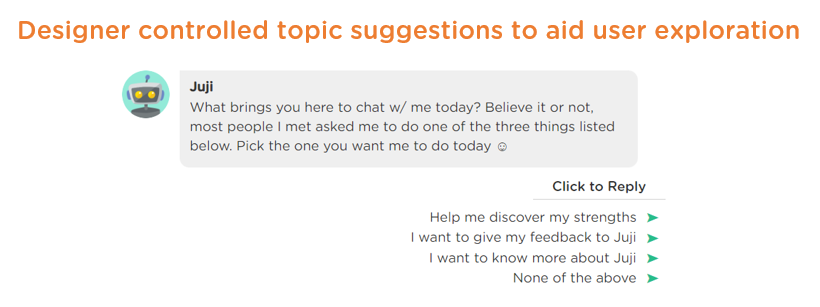 Designer controlled topic suggestions to aid user exploration
Juji
What brings you here to chat w/ me today? Believe it or not,
most people I met asked me to do one of the three things listed
below. Pick the one you want me to do today ☺
Click to Reply
Help me discover my strengths
I want to give my feedback to Juji
I want to know more about Juji
None of the above